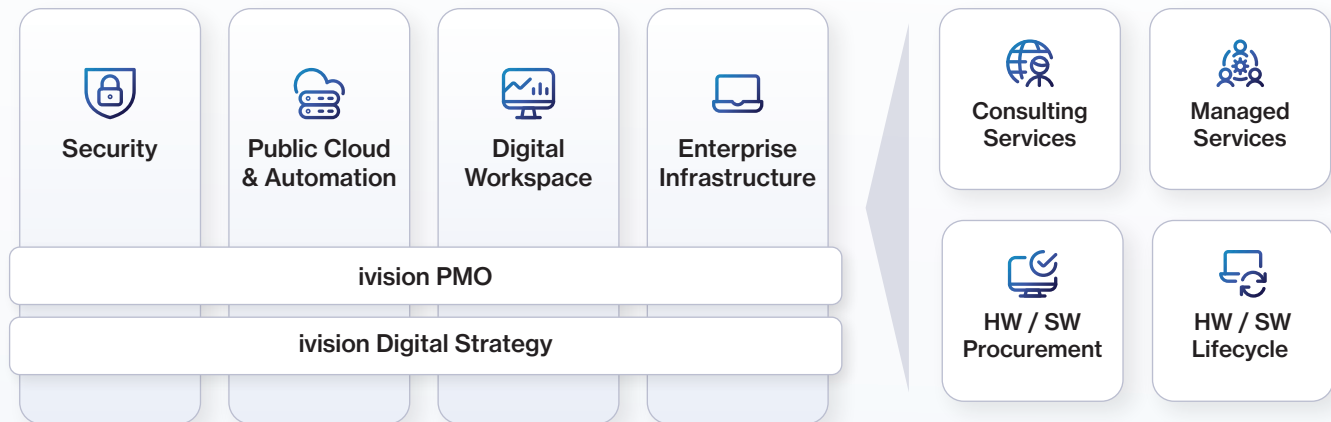 Security
Public Cloud
& Automation
Digital
Workspace
Enterprise
Infrastructure
ivision PMO
ivision Digital Strategy
Consulting
Services
Managed
Services
HW / SW
Procurement
HW / SW
Lifecycle